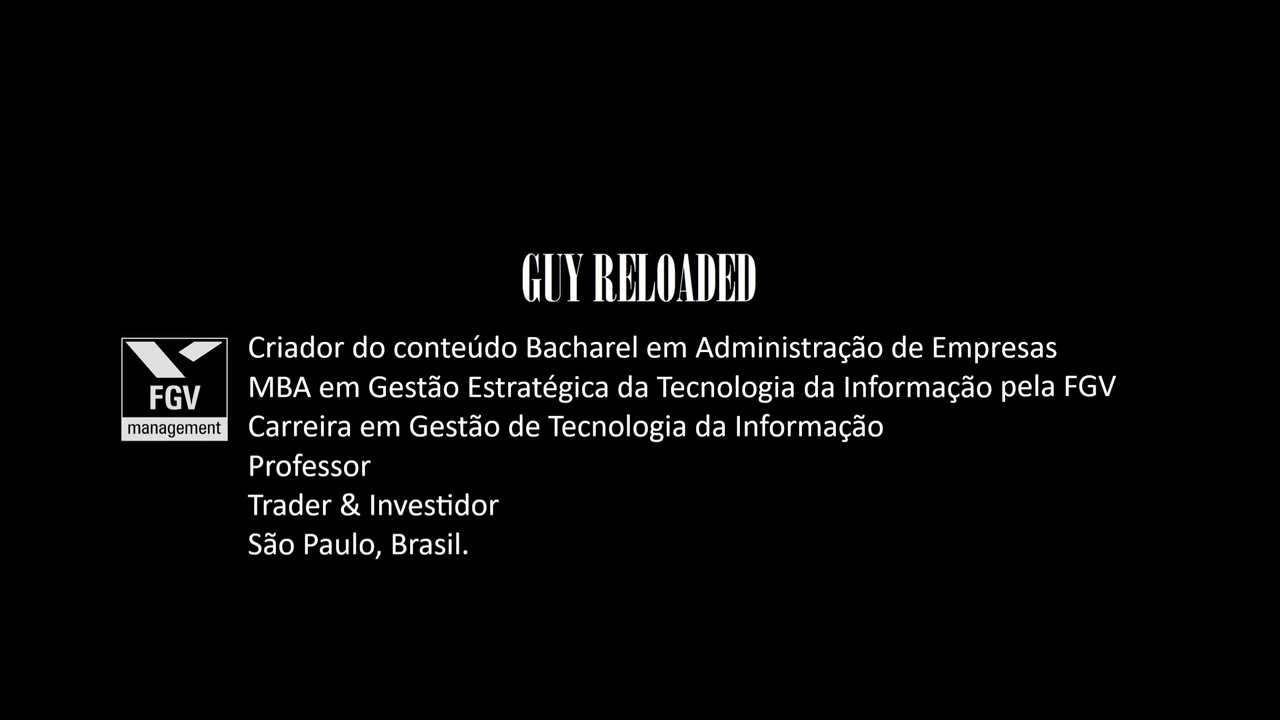 GUY RELOADED
FGV
management
Criador do conteúdo Bacharel em Administração de Empresas
MBA em Gestão Estratégica da Tecnologia da Informação pela FGV
Carreira em Gestão de Tecnologia da Informação
Professor
Trader & Investidor
São Paulo, Brasil.